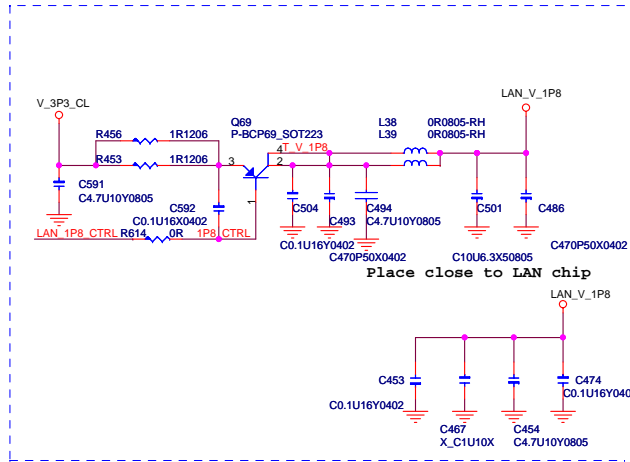 LAN_V_1P8
V_3P3_CL
Q69
P-BCP69_SOT223
L38 0R0805-RH
L39 0R0805-RH
R456 1R1206
R453 1R1206
3
4
T_V_1P8
2
1
C591
C4.7U10Y0805
C592
C0.1U16X0402
LAN_1P8_CTRL
R614
0R
1P8_CTRL
C504
C0.1U16Y0402
C493
C470P50X0402
C494
C4.7U10Y0805
C501
C10U6.3X50805
C486
C470P50X0402
Place close to LAN chip
LAN_V_1P8
C453
C0.1U16Y0402
C467
X_C1U10X
C454
C4.7U10Y0805
C474
C0.1U16Y040